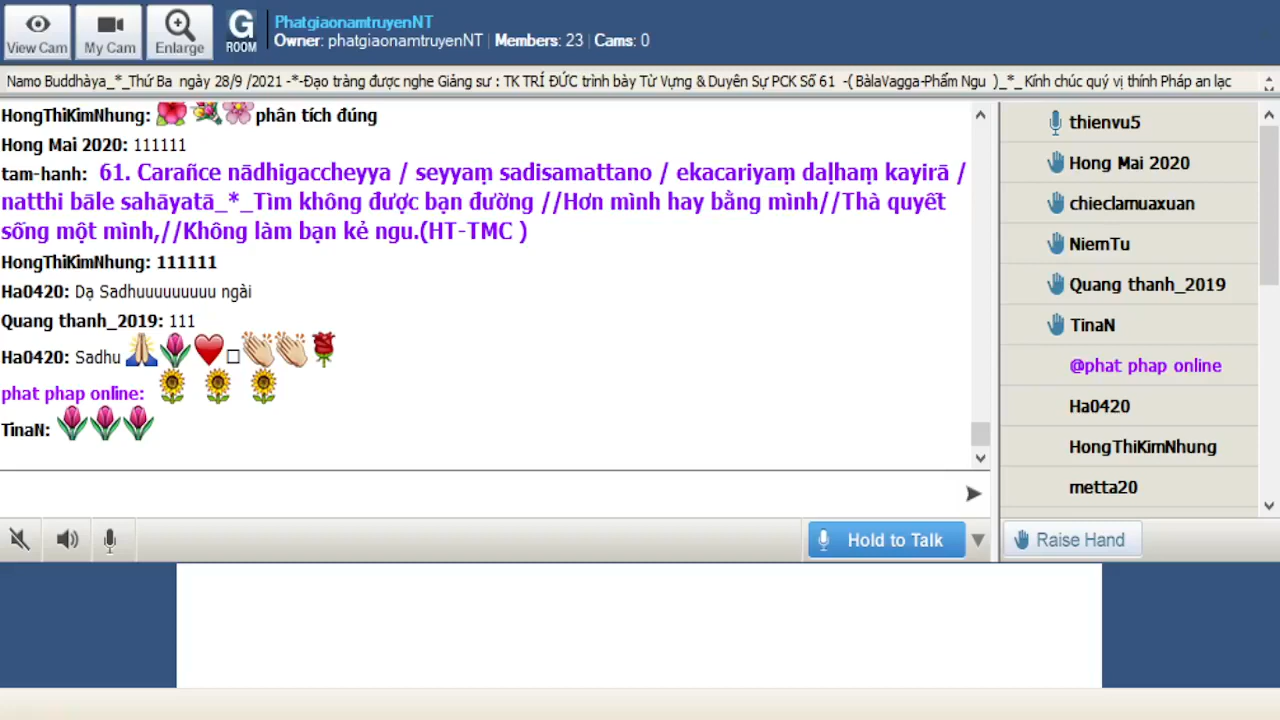 View Cam
My Cam
Enlarge
G
ROOM
PhatgiaonamtruyenNT
Owner: phatgiaonamtruyenNT | Members: 23 | Cams: 0
Namo Buddhàya_*_Thứ Ba ngày 28/9 /2021 -*-Đạo tràng được nghe Giảng sư : TK TRÍ ĐỨC trình bày Từ Vựng & Duyên Sự PCK Số 61 -( BàlaVagga-Phẩm Ngu )_*_ Kính chúc quý vị thính Pháp an lạc
HongThiKimNhung: phân tích đúng
Hong Mai 2020: 111111
tam-hanh: 61. Carañce nādhigaccheyya / seyyaṃ sadisamattano / ekacariyaṃ daḷhaṃ kayirā /
natthi bāle sahāyatā_*_Tìm không được bạn đường //Hơn mình hay bằng mình//Thà quyết
sống một mình,//Không làm bạn kẻ ngu.(HT-TMC )
HongThiKimNhung: 111111
Ha0420: Dạ Sadhuuuuuuuuu ngài
Quang thanh_2019: 111
Ha0420: Sadhu
phat phap online:
TinaN:
thienvu5
Hong Mai 2020
chieclamuaxuan
NiemTu
Quang thanh_2019
TinaN
@phat phap online
Ha0420
HongThiKimNhung
metta20
Hold to Talk
Raise Hand